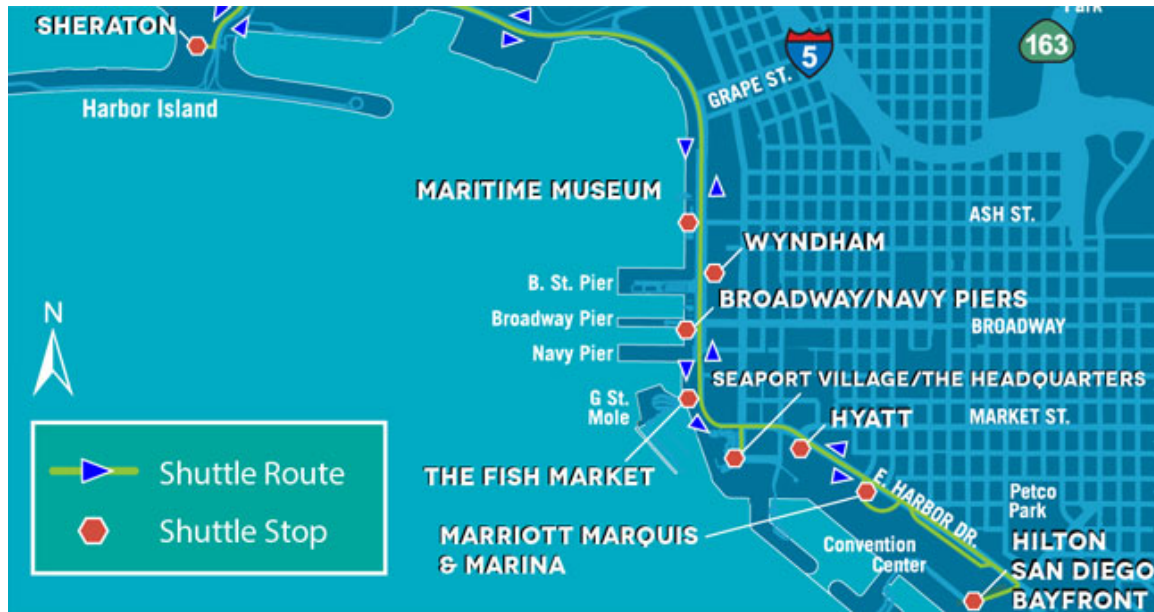 Park
SHERATON
5
163
GRAPE ST.
Harbor Island
MARITIME MUSEUM
ASH ST.
WYNDHAM
B. St. Pier
BROADWAY/NAVY PIERS
Broadway Pier
BROADWAY
N
Navy Pier
SEAPORT VILLAGE/THE HEADQUARTERS
G St.
Mole
HYATT
MARKET ST.
Shuttle Route
THE FISH MARKET
E. HARBOR DR.
Petco
Park
Shuttle Stop
MARRIOTT MARQUIS
& MARINA
Convention
Center
HILTON
SAN DIEGO
BAYFRONT